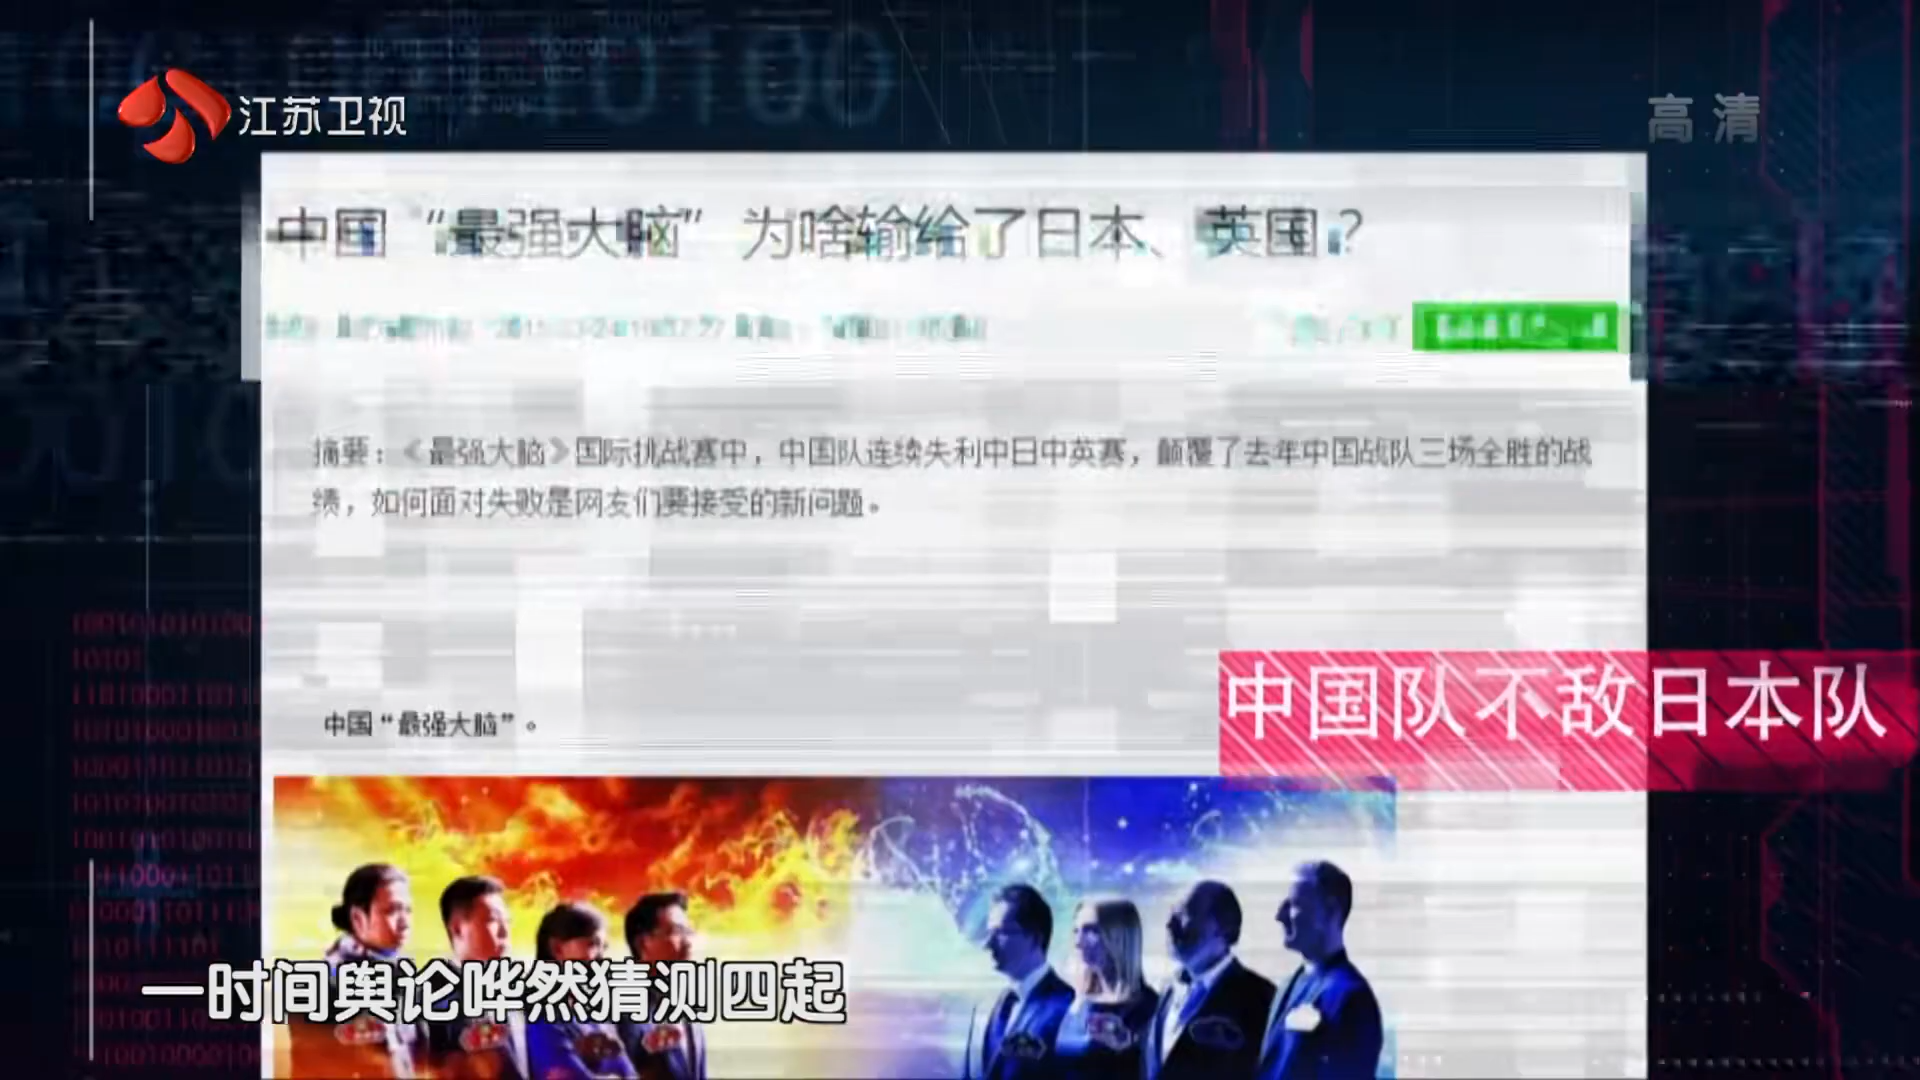 江苏卫视
高清
中国“最强大脑”为啥输给了日本、英国？
摘要：《最强大脑》国际挑战赛中，中国队连续失利中日中英赛，颠覆了去年中国战队三场全胜的战
绩，如何面对失败是网友们要接受的新问题。
中国队不敌日本队
中国“最强大脑”。
一时间舆论哗然猜测四起